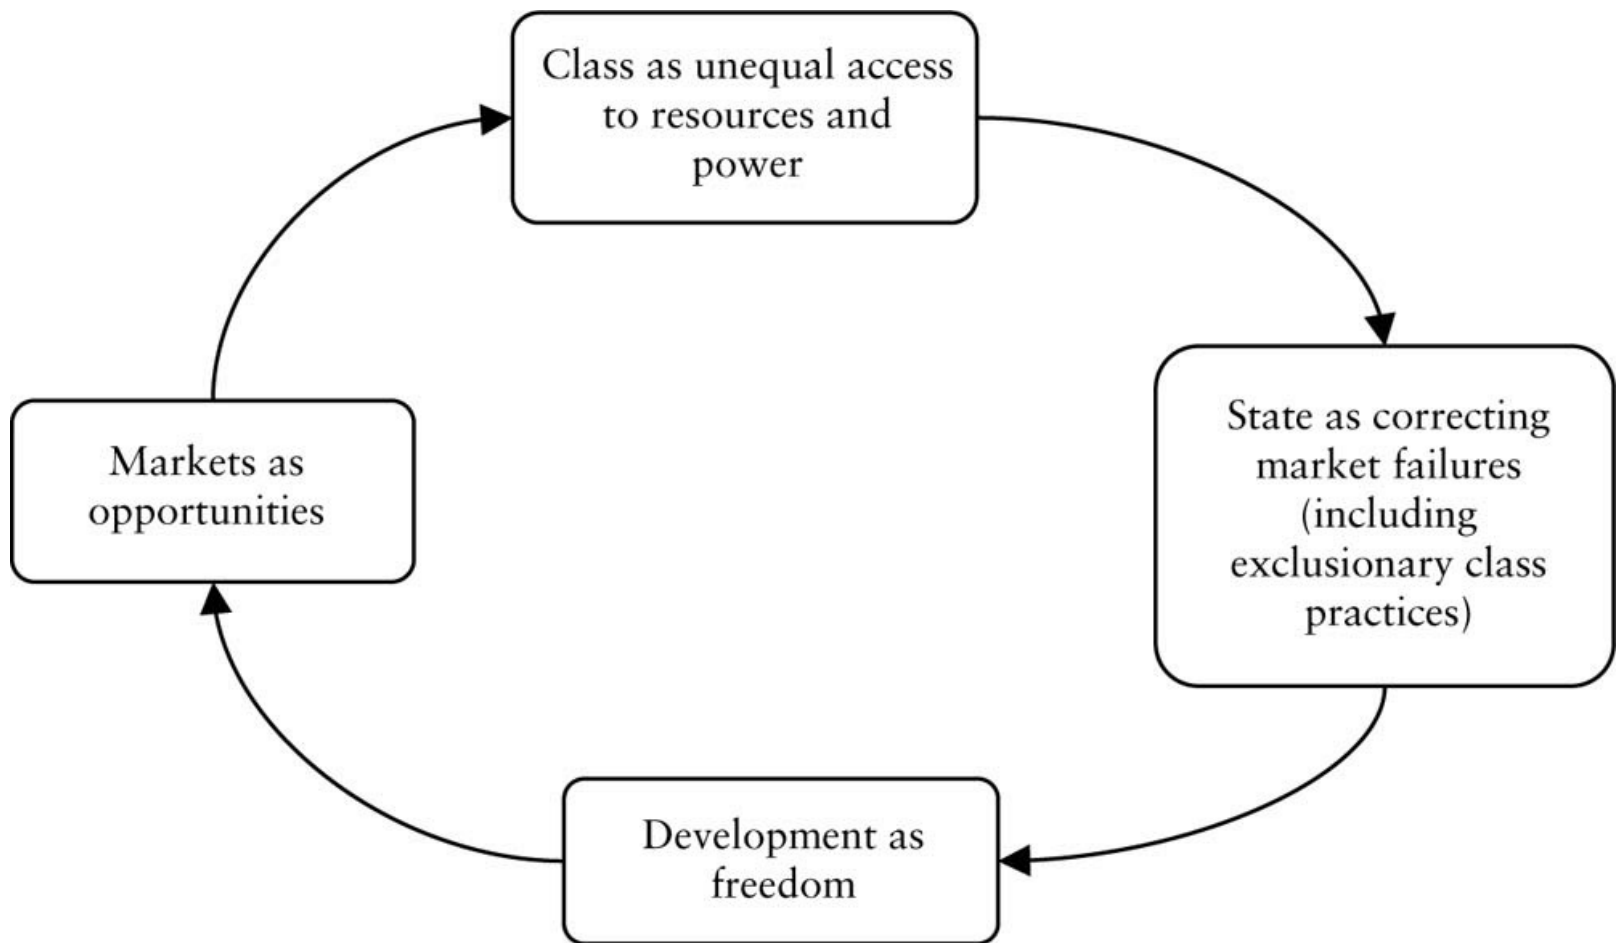 Class as unequal access
to resources and
power
State as correcting
market failures
(including
exclusionary class
practices)
Development as
freedom
Markets as
opportunities